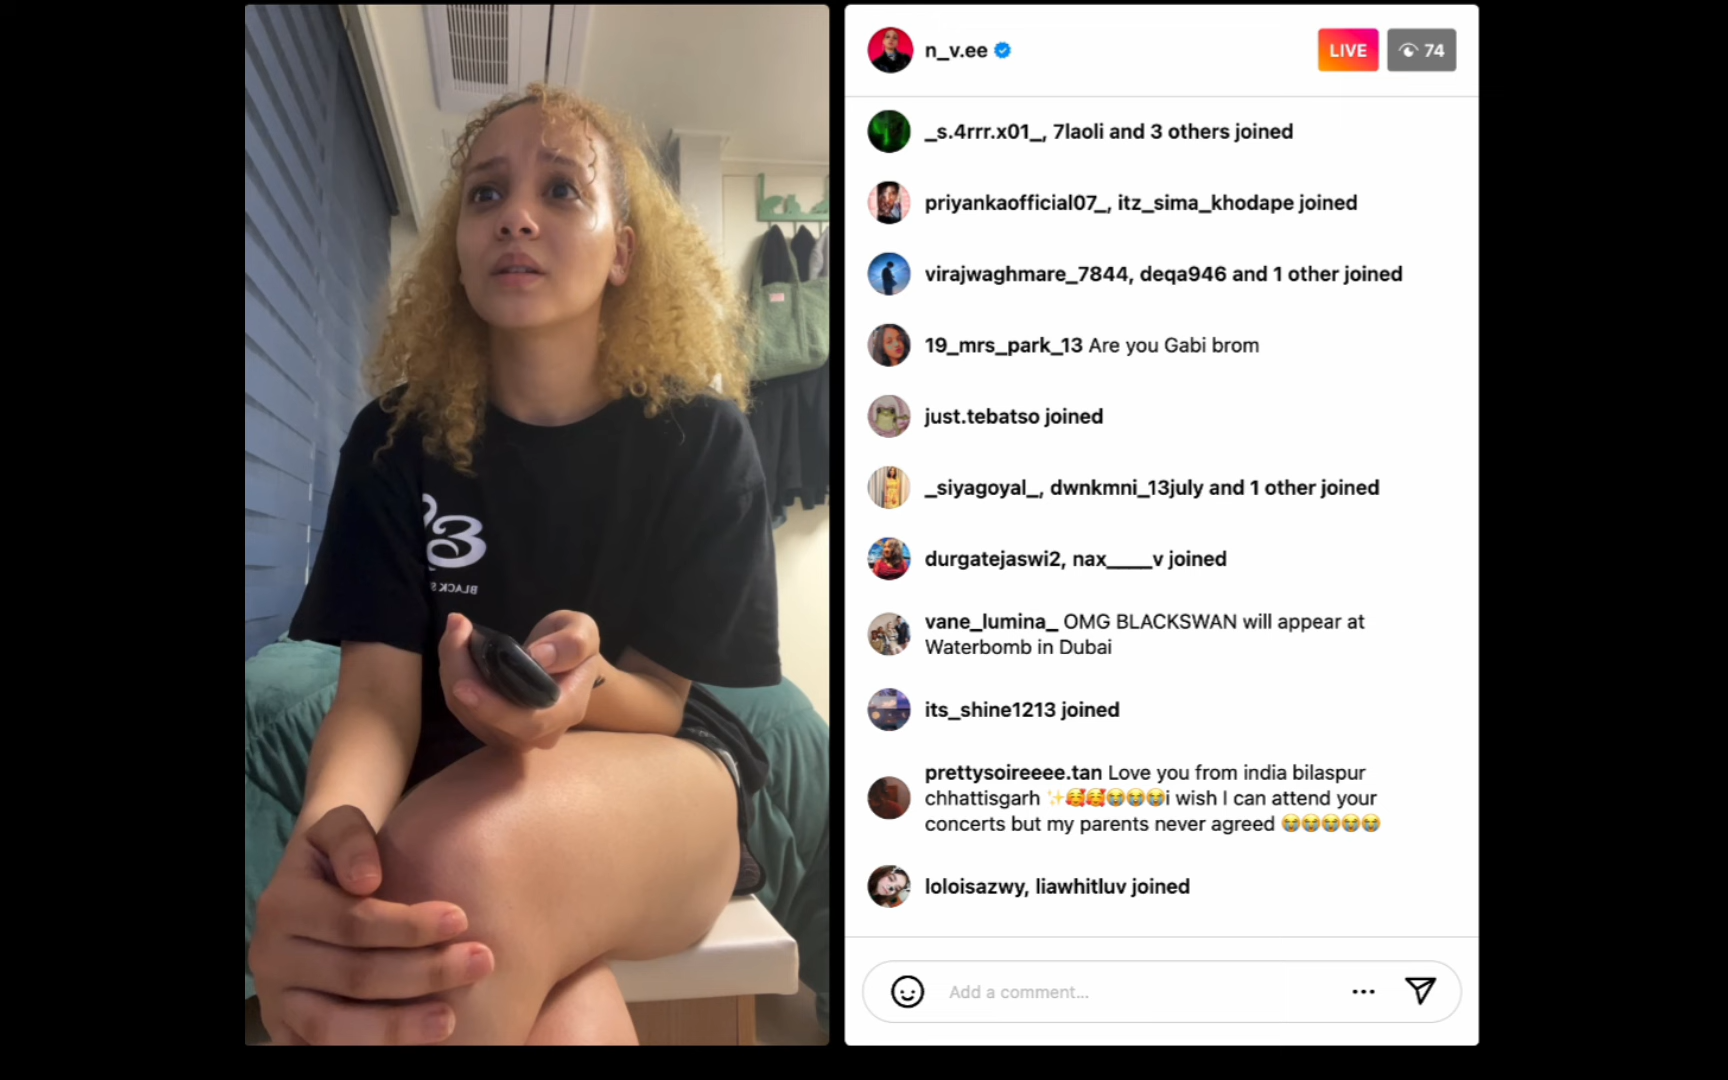 n_v.ee
LIVE
74
_s.4rrr.x01_, 7laoli and 3 others joined
priyankaofficial07_, itz_sima_khodape joined
virajwaghmare_7844, deqa946 and 1 other joined
19_mrs_park_13 Are you Gabi brom
just.tebatso joined
_siyagoyal_, dwnkmni_13july and 1 other joined
durgatejaswi2, nax____v joined
vane_lumina_ OMG BLACKSWAN will appear at
Waterbomb in Dubai
its_shine1213 joined
prettysoireeee.tan Love you from india bilaspur
chhattisgarh ✨🥰🥰😭😭😭i wish I can attend your
concerts but my parents never agreed 😭😭😭😭😭
loloisazwy, liawhitluv joined
Add a comment...
BLACK S